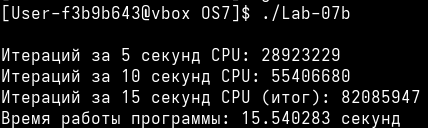 [User-f3b9b643@vbox OS7]$ ./Lab-07b
Итераций за 5 секунд CPU: 28923229
Итераций за 10 секунд CPU: 55406680
Итераций за 15 секунд CPU (итог): 82085947
Время работы программы: 15.540283 секунд